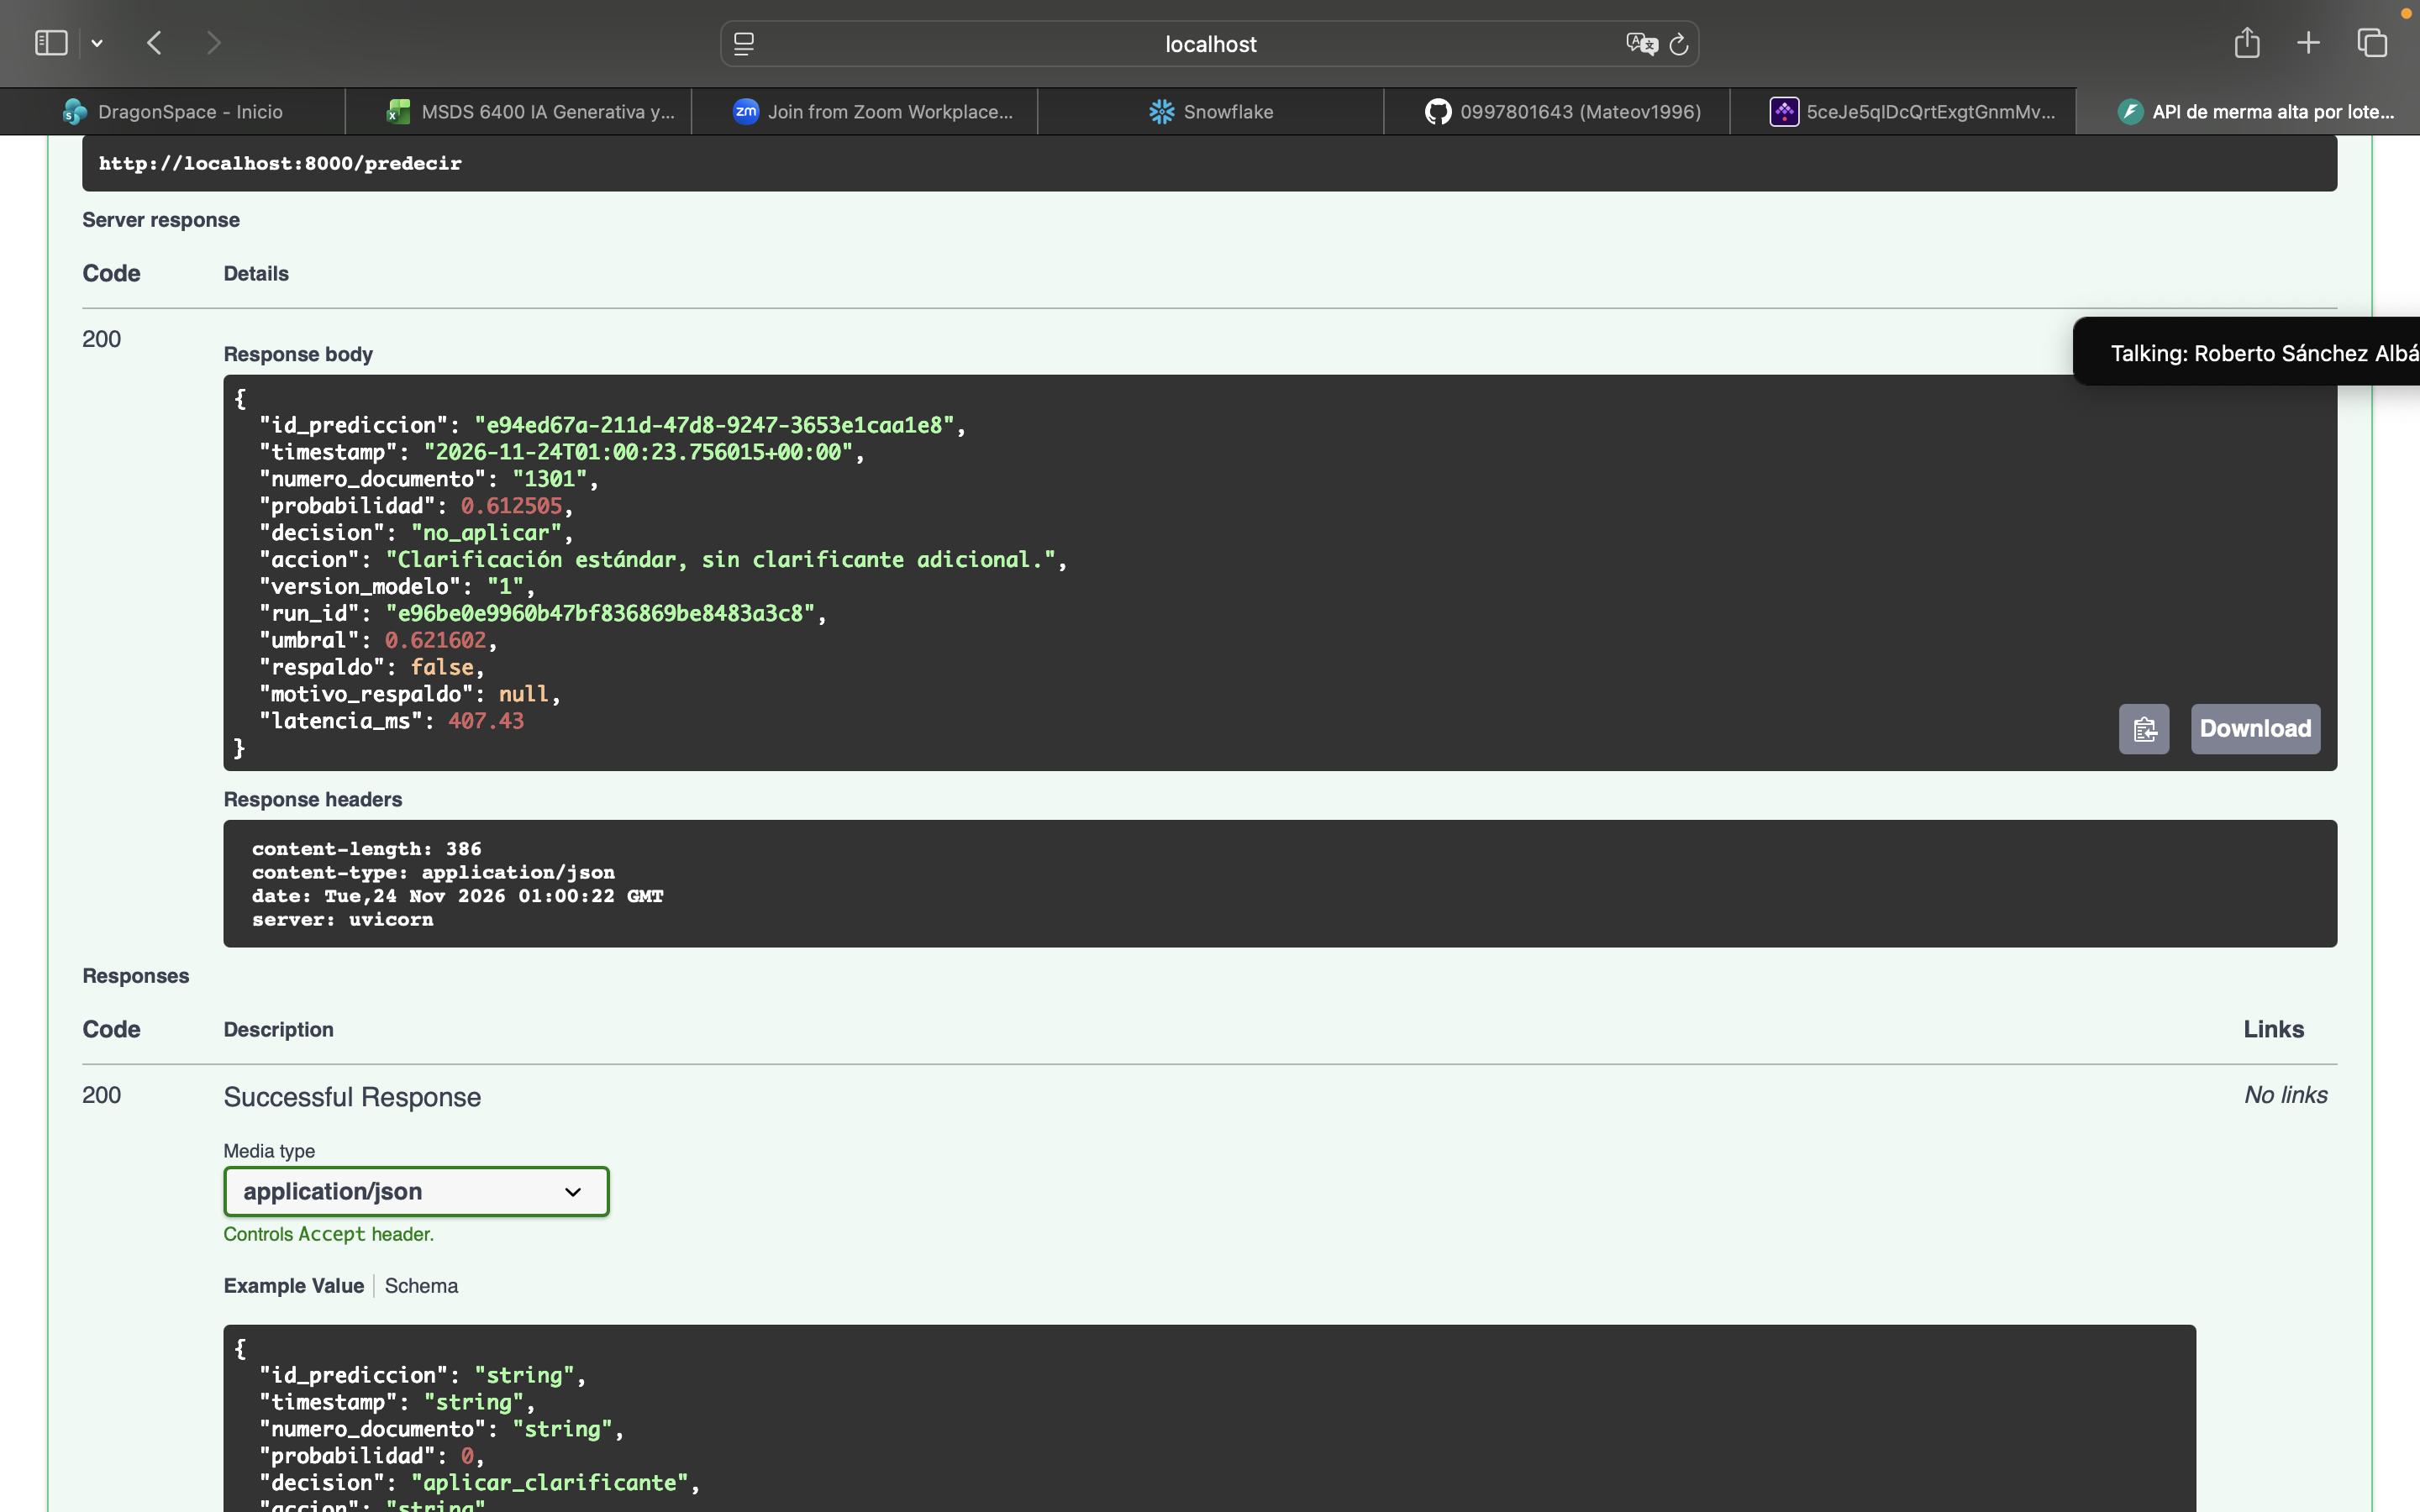 localhost
DragonSpace - Inicio
MSDS 6400 IA Generativa y...
Join from Zoom Workplace...
Snowflake
0997801643 (Mateov1996)
5ceJe5qIDcQrtExgtGnmMv...
API de merma alta por lote...
http://localhost:8000/predecir
Server response
Code Details
200
Talking: Roberto Sánchez Albá
Response body
{
"id_prediccion": "e94ed67a-211d-47d8-9247-3653e1caa1e8",
"timestamp": "2026-11-24T01:00:23.756015+00:00",
"numero_documento": "1301",
"probabilidad": 0.612505,
"decision": "no_aplicar",
"accion": "Clarificación estándar, sin clarificante adicional.",
"version_modelo": "1",
"run_id": "e96be0e9960b47bf836869be8483a3c8",
"umbral": 0.621602,
"respaldo": false,
"motivo_respaldo": null,
"latencia_ms": 407.43
}
Download
Response headers
content-length: 386
content-type: application/json
date: Tue,24 Nov 2026 01:00:22 GMT
server: uvicorn
Responses
Code Description Links
200 Successful Response No links
Media type
application/json
Controls Accept header.
Example Value Schema
{
"id_prediccion": "string",
"timestamp": "string",
"numero_documento": "string",
"probabilidad": 0,
"decision": "aplicar_clarificante",
"accion": "string"